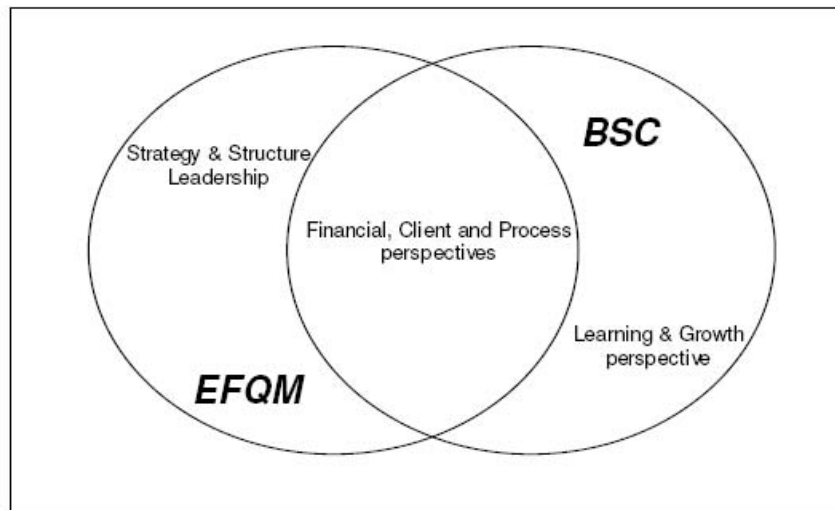 BSC
Strategy & Structure
Leadership
Financial, Client and Process
perspectives
Learning & Growth
perspective
EFQM